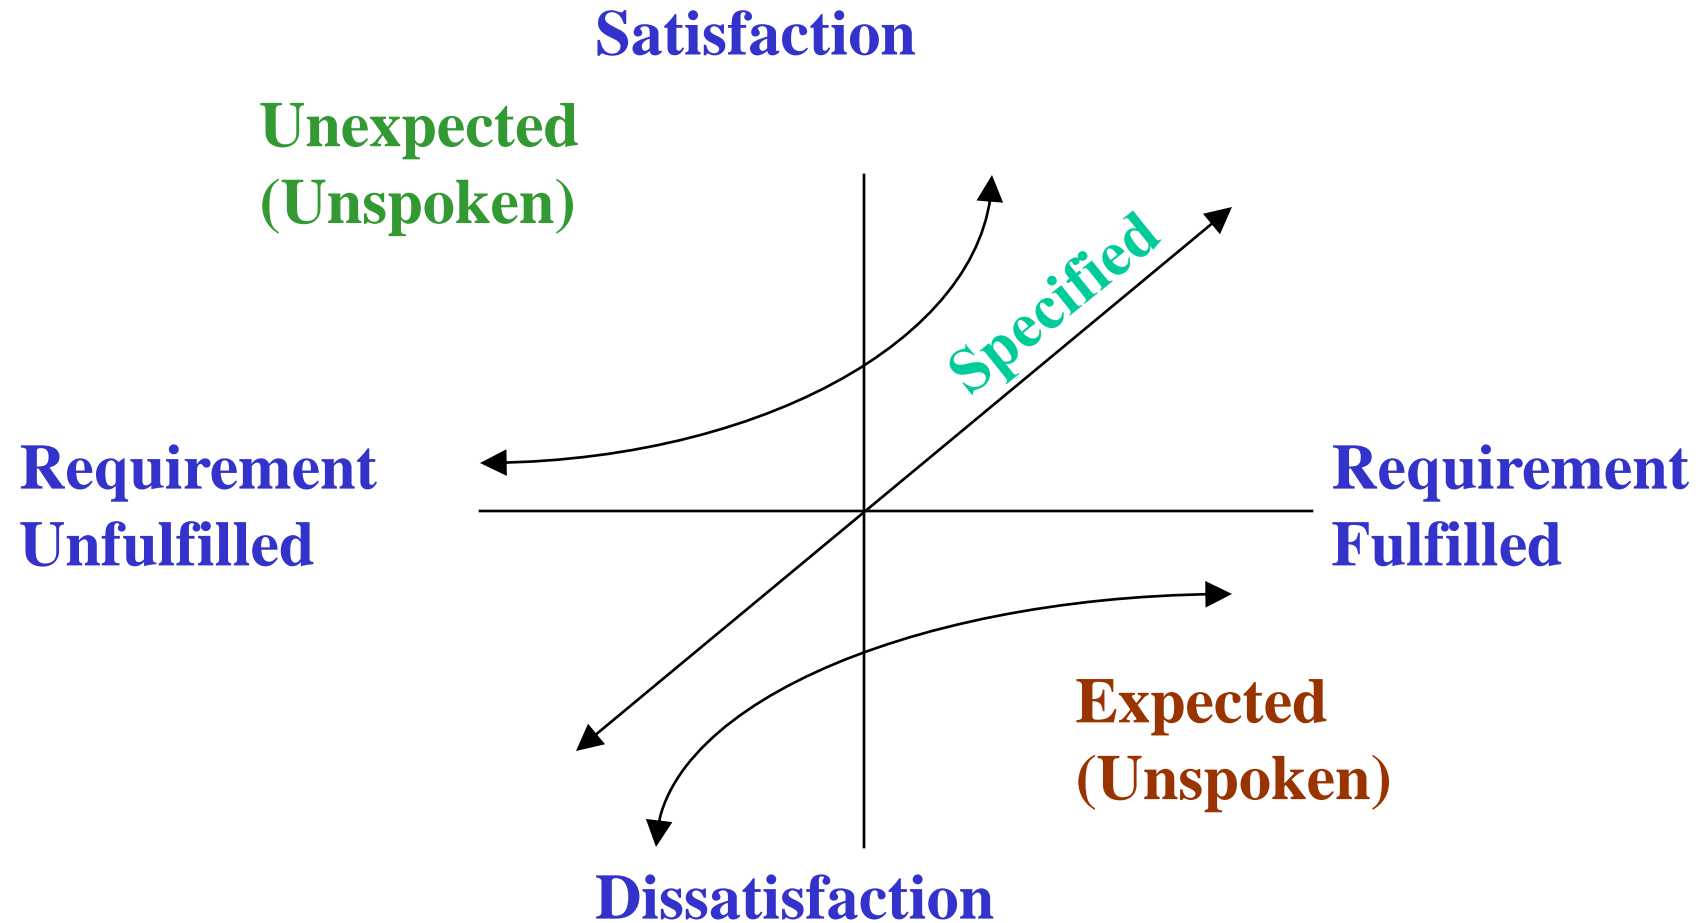 Satisfaction
Unexpected
(Unspoken)
Specified
Requirement
Unfulfilled
Requirement
Fulfilled
Expected
(Unspoken)
Dissatisfaction